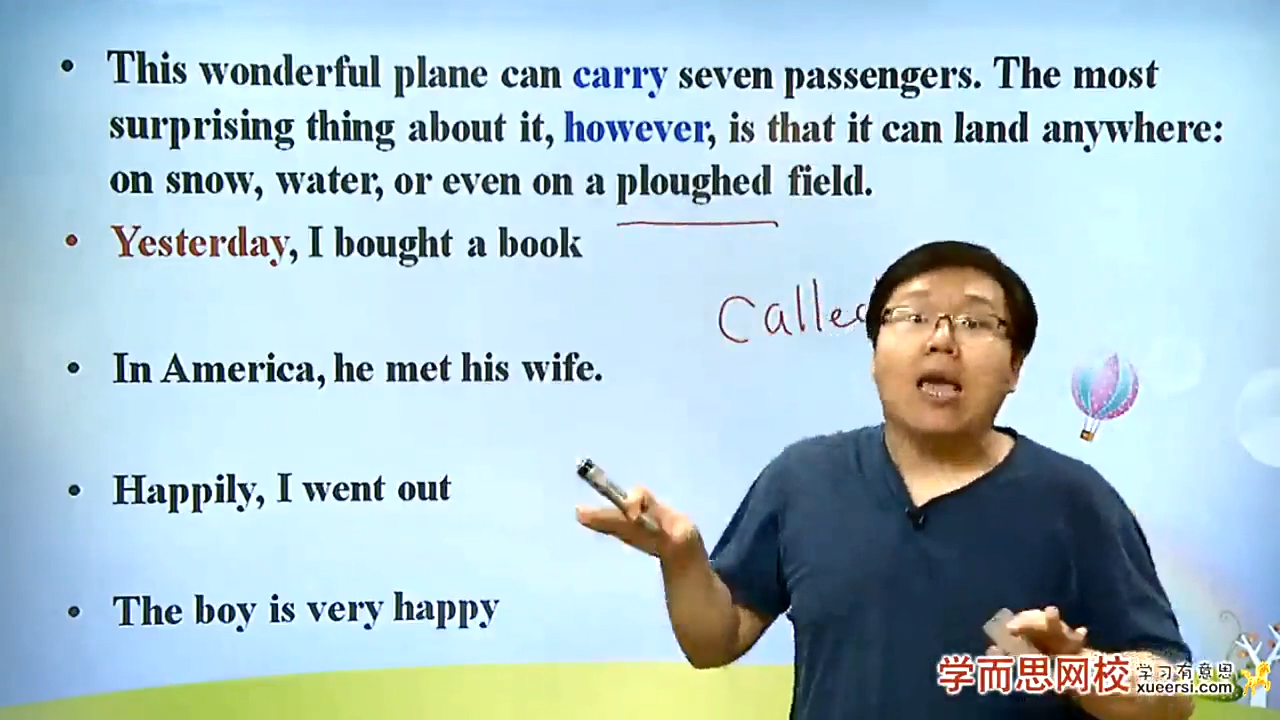 • This wonderful plane can carry seven passengers. The most
surprising thing about it, however, is that it can land anywhere:
on snow, water, or even on a ploughed field.
• Yesterday, I bought a book
Called
• In America, he met his wife.
• Happily, I went out
• The boy is very happy
学而思网校 学习有意思
xueersi.com